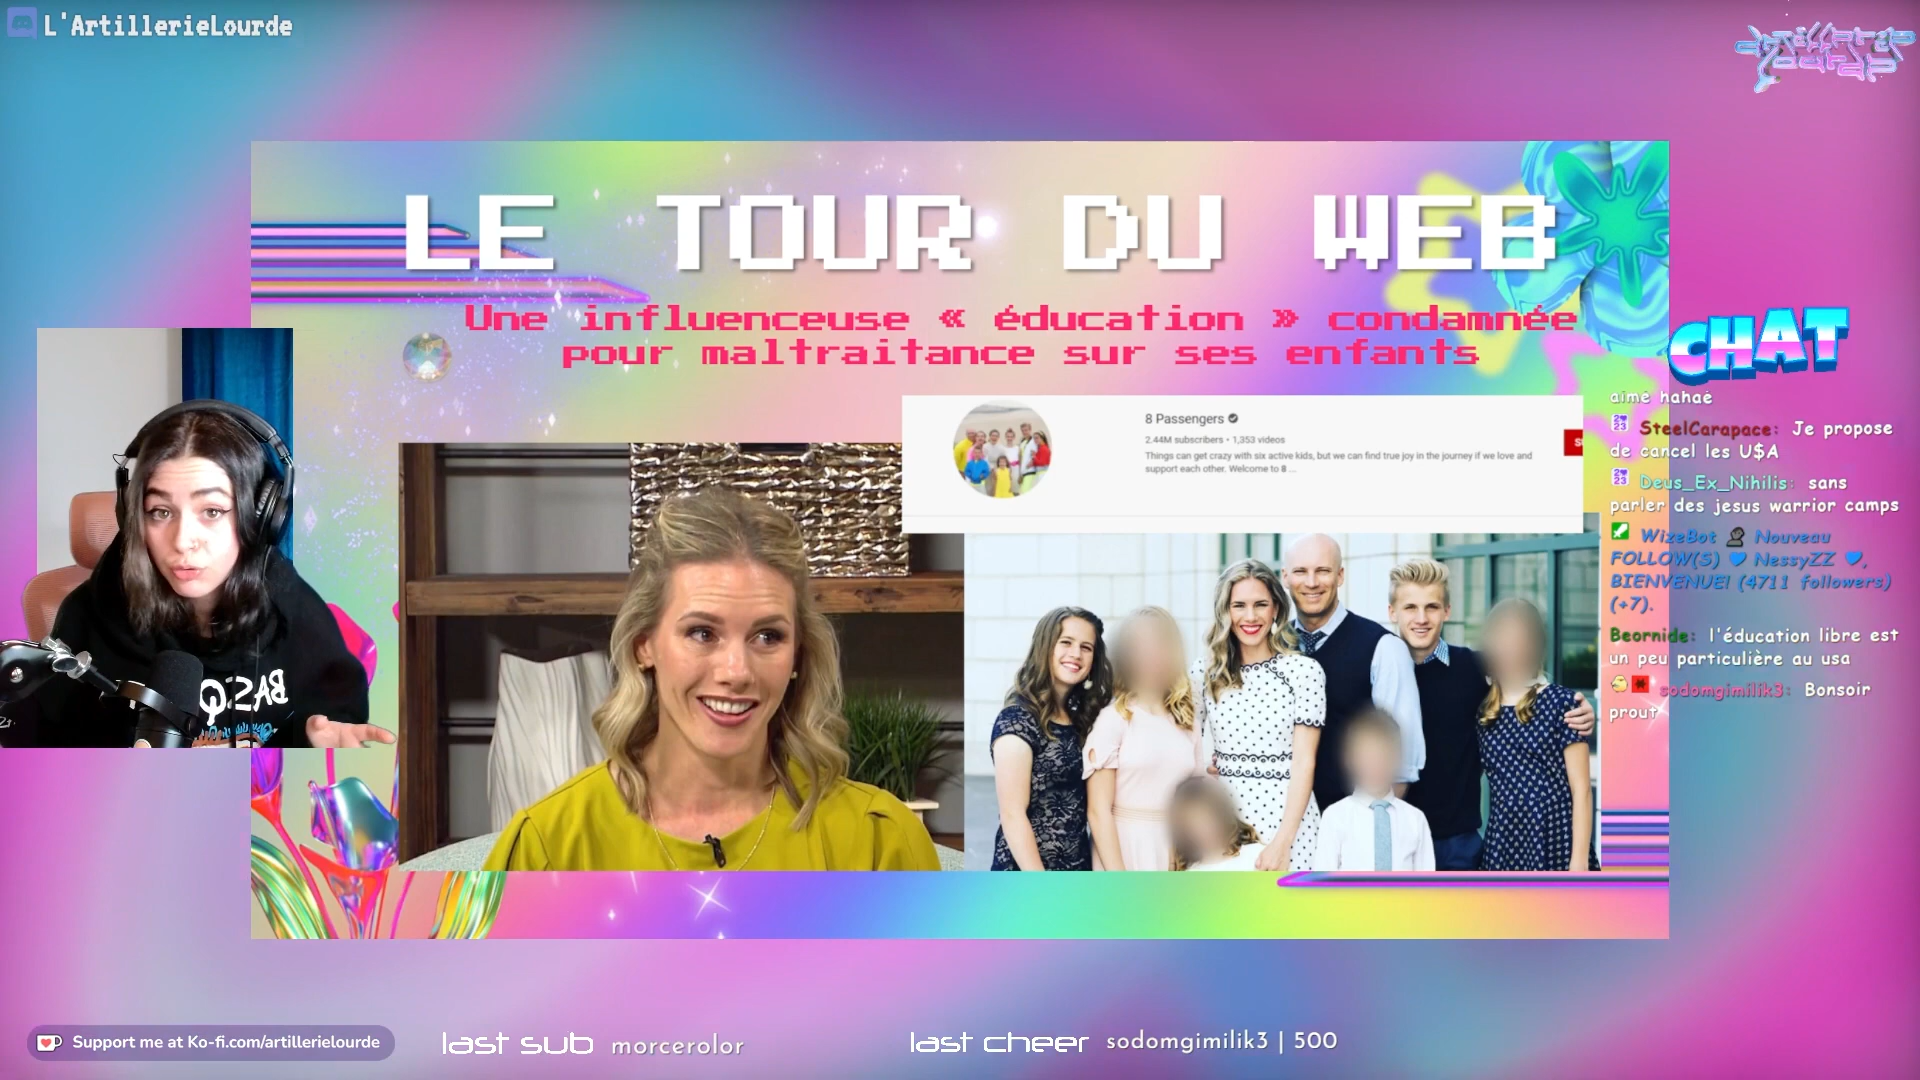 L'ArtillerieLourde
LE TOUR DU WEB
Une influenceuse « éducation » condamnée
pour maltraitance sur ses enfants
8 Passengers
2.44M subscribers • 1,353 videos
Things can get crazy with six active kids, but we can find true joy in the journey if we love and
support each other. Welcome to 8 ...
CHAT
aime hahae
SteelCarapace: Je propose
de cancel les U$A
Deus_Ex_Nihilis: sans
parler des jesus warrior camps
WizeBot Nouveau
FOLLOW(S) NessyZZ ,
BIENVENUE! (4711 followers)
(+7).
Beornide: l'éducation libre est
un peu particulière au usa
sodomgimilik3: Bonsoir
prout
Support me at Ko-fi.com/artillerielourde
last sub morcerolor
last cheer sodomgimilik3 | 500